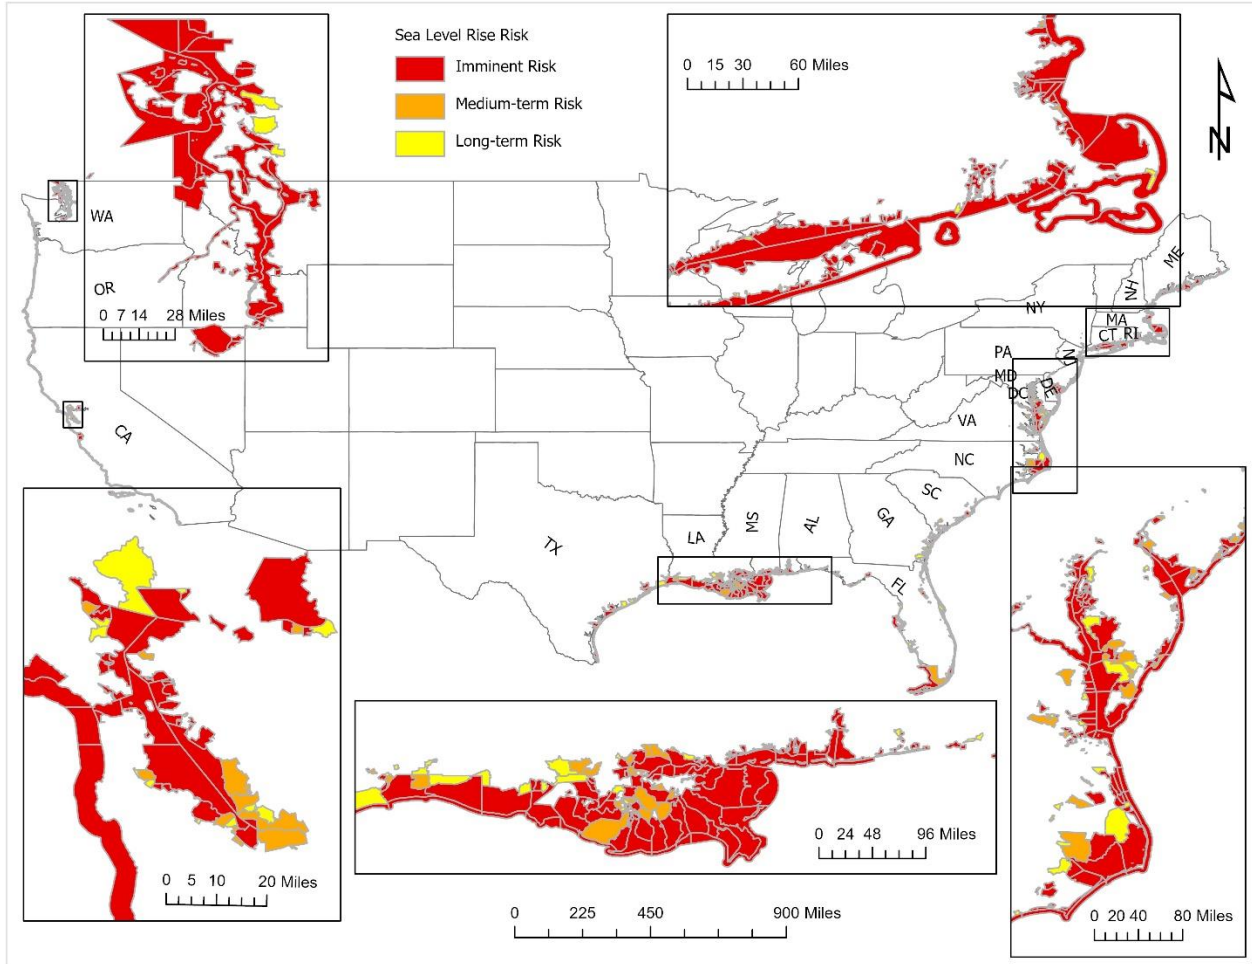 Sea Level Rise Risk
Imminent Risk
Medium-term Risk
Long-term Risk
0 15 30 60 Miles
N
WA
OR
0 7 14 28 Miles
CA
ME
NH
NY
MA
CT RI
PA
NJ
MD
DE
DC
VA
NC
SC
GA
AL
MS
LA
TX
FL
0 5 10 20 Miles
0 24 48 96 Miles
0 225 450 900 Miles
0 20 40 80 Miles